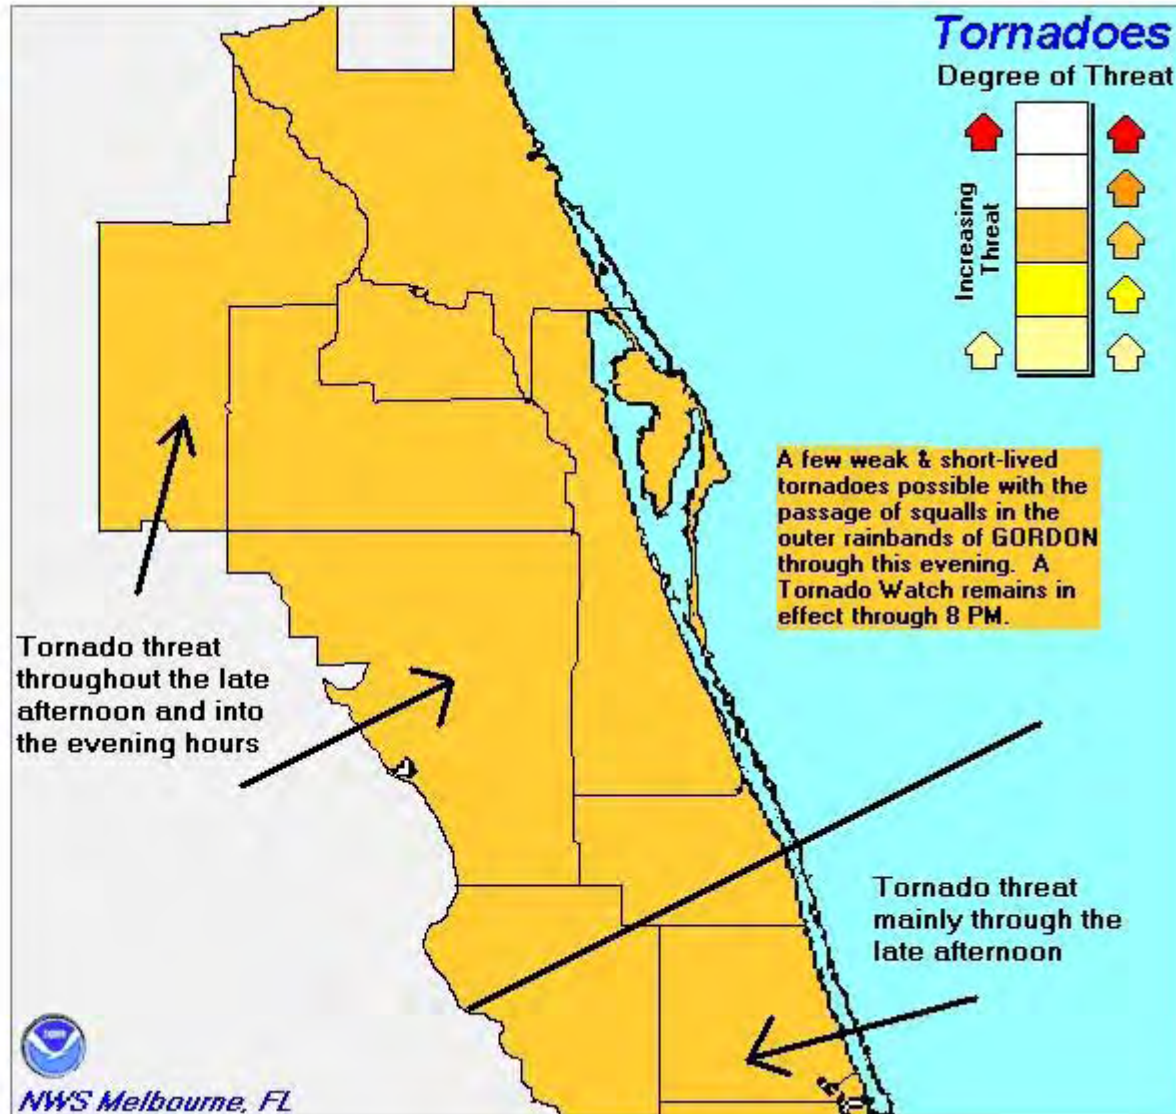 Tornadoes
Degree of Threat
Increasing
Threat
A few weak & short-lived
tornadoes possible with the
passage of squalls in the
outer rainbands of GORDON
through this evening. A
Tornado Watch remains in
effect through 8 PM.
Tornado threat
throughout the late
afternoon and into
the evening hours
Tornado threat
mainly through the
late afternoon
NWS Melbourne, FL